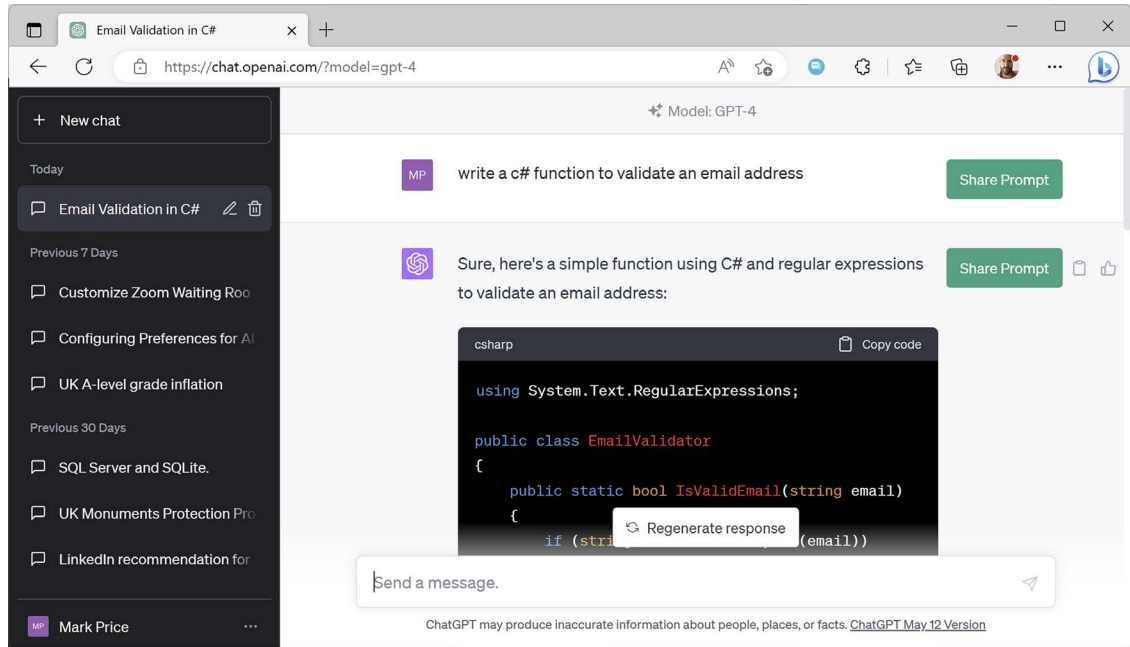 Email Validation in C#
https://chat.openai.com/?model=gpt-4
New chat
Today
Email Validation in C#
Previous 7 Days
Customize Zoom Waiting Roo
Configuring Preferences for AI
UK A-level grade inflation
Previous 30 Days
SQL Server and SQLite.
UK Monuments Protection Pro
LinkedIn recommendation for
MP Mark Price
Model: GPT-4
MP write a c# function to validate an email address
Share Prompt
Sure, here's a simple function using C# and regular expressions
to validate an email address:
Share Prompt
csharp Copy code
using System.Text.RegularExpressions;
public class EmailValidator
{
public static bool IsValidEmail(string email)
{
if (stri (email))
Regenerate response
Send a message.
ChatGPT may produce inaccurate information about people, places, or facts. ChatGPT May 12 Version